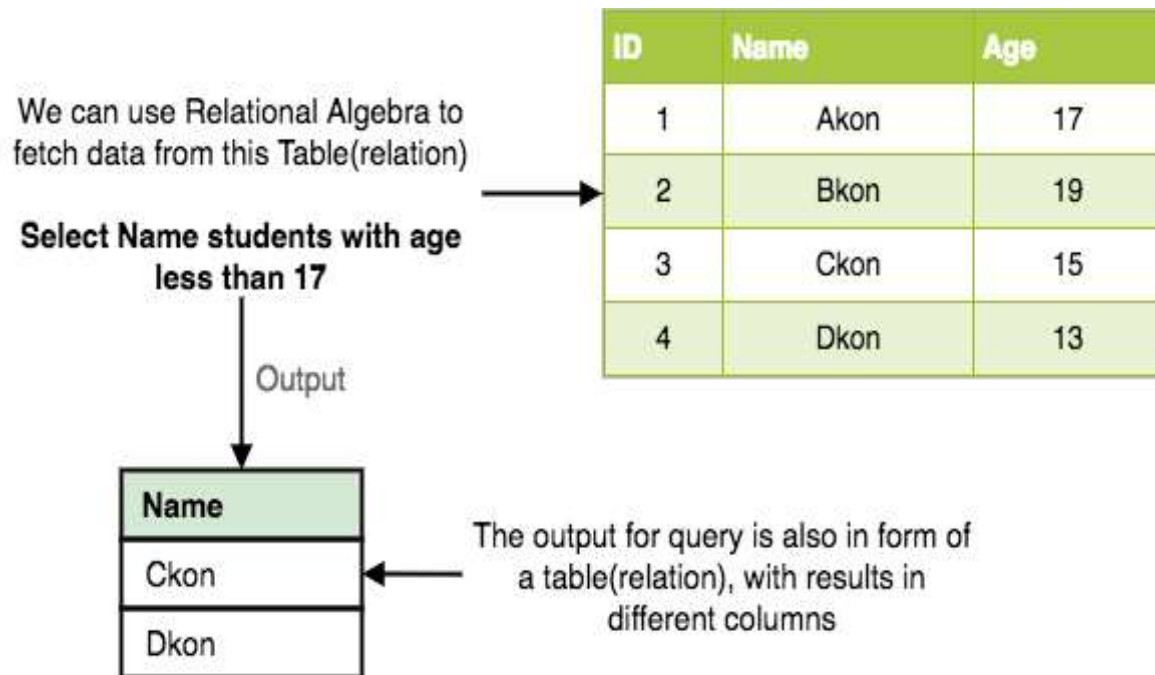 We can use Relational Algebra to
fetch data from this Table(relation)
Select Name students with age
less than 17
ID Name Age
1 Akon 17
2 Bkon 19
3 Ckon 15
4 Dkon 13
Output
Name
Ckon
Dkon
The output for query is also in form of
a table(relation), with results in
different columns